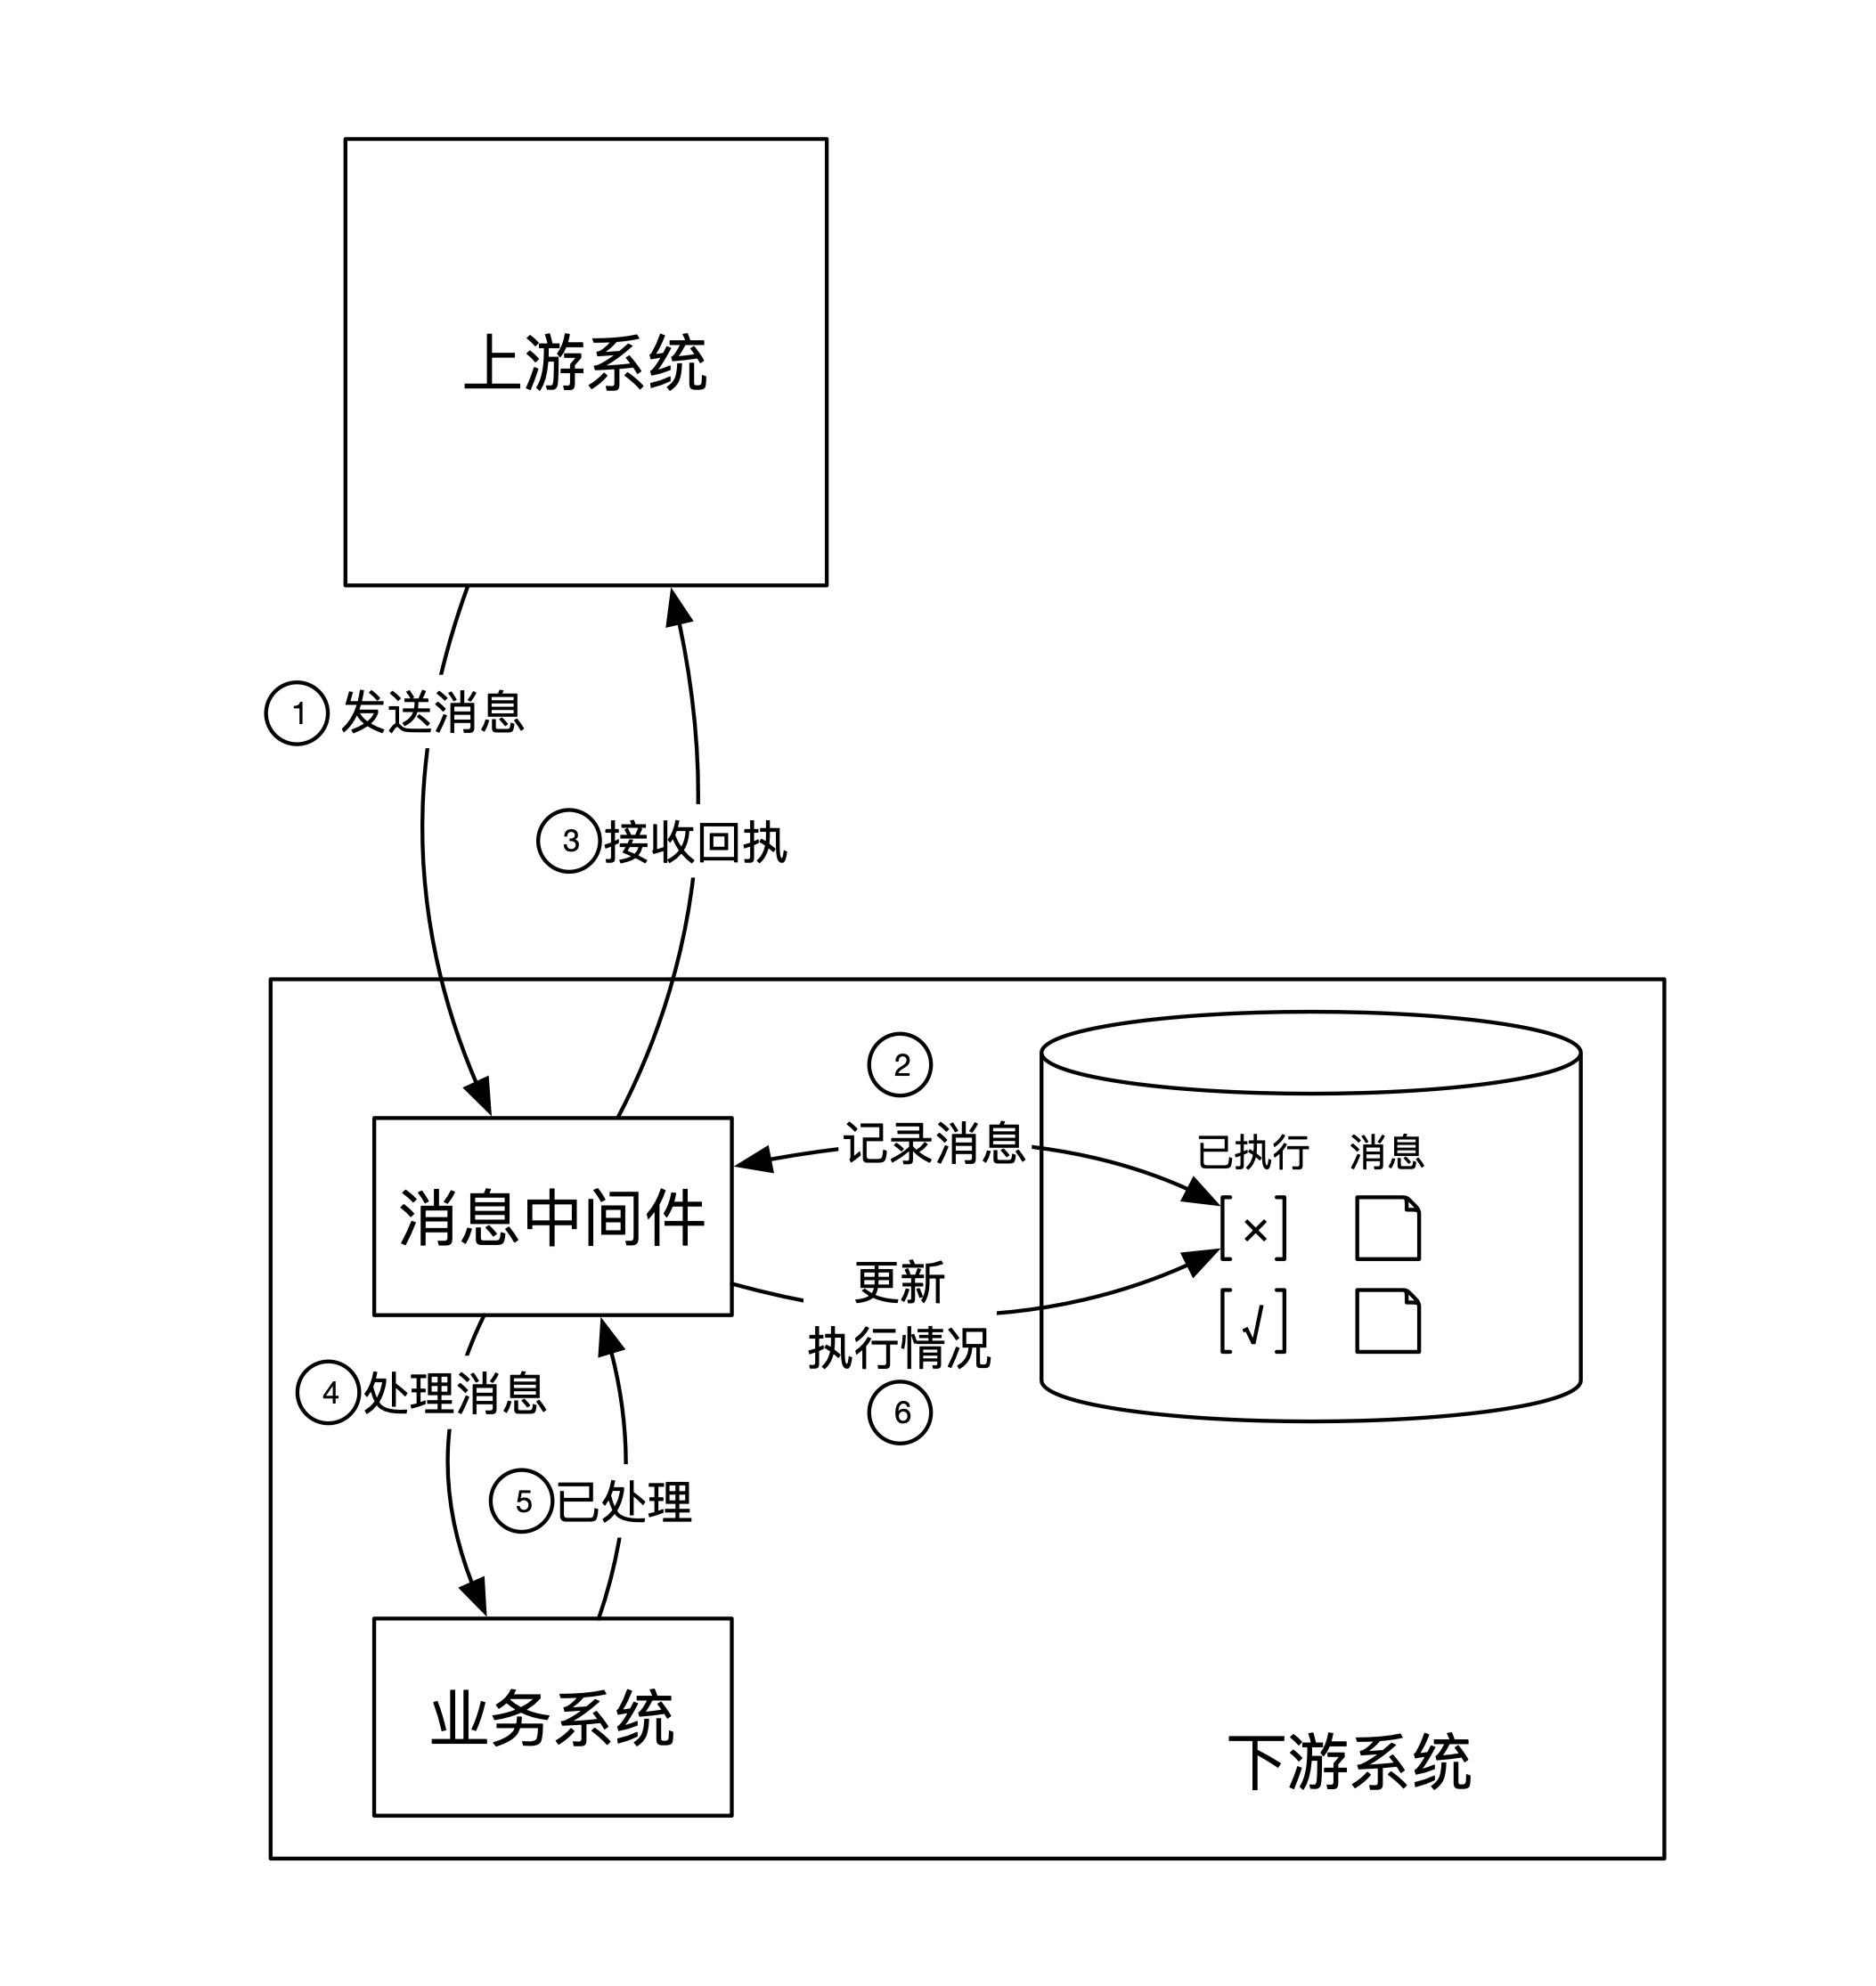 上游系统
1 发送消息
3 接收回执
2
记录消息
已执行 消息
[×]
消息中间件
更新
执行情况
[√]
4 处理消息
6
5 已处理
业务系统
下游系统